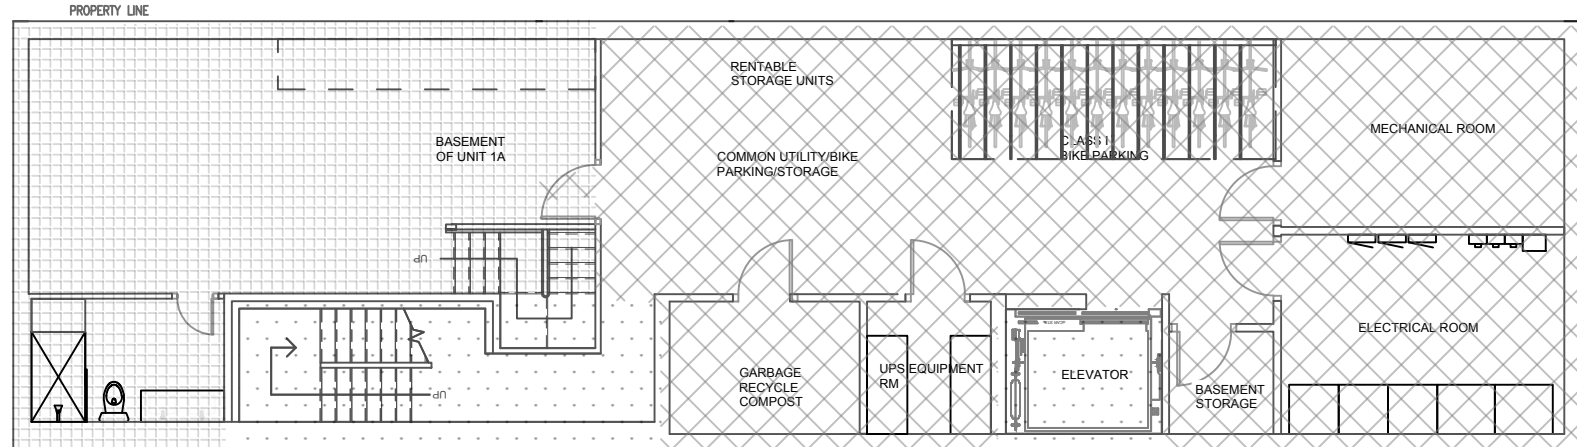 PROPERTY LINE
RENTABLE
STORAGE UNITS
BASEMENT
OF UNIT 1A
COMMON UTILITY/BIKE
PARKING/STORAGE
CLASS I
BIKE PARKING
MECHANICAL ROOM
UP
ELECTRICAL ROOM
GARBAGE
RECYCLE
COMPOST
UPS EQUIPMENT
RM
ELEVATOR
BASEMENT
STORAGE
UP